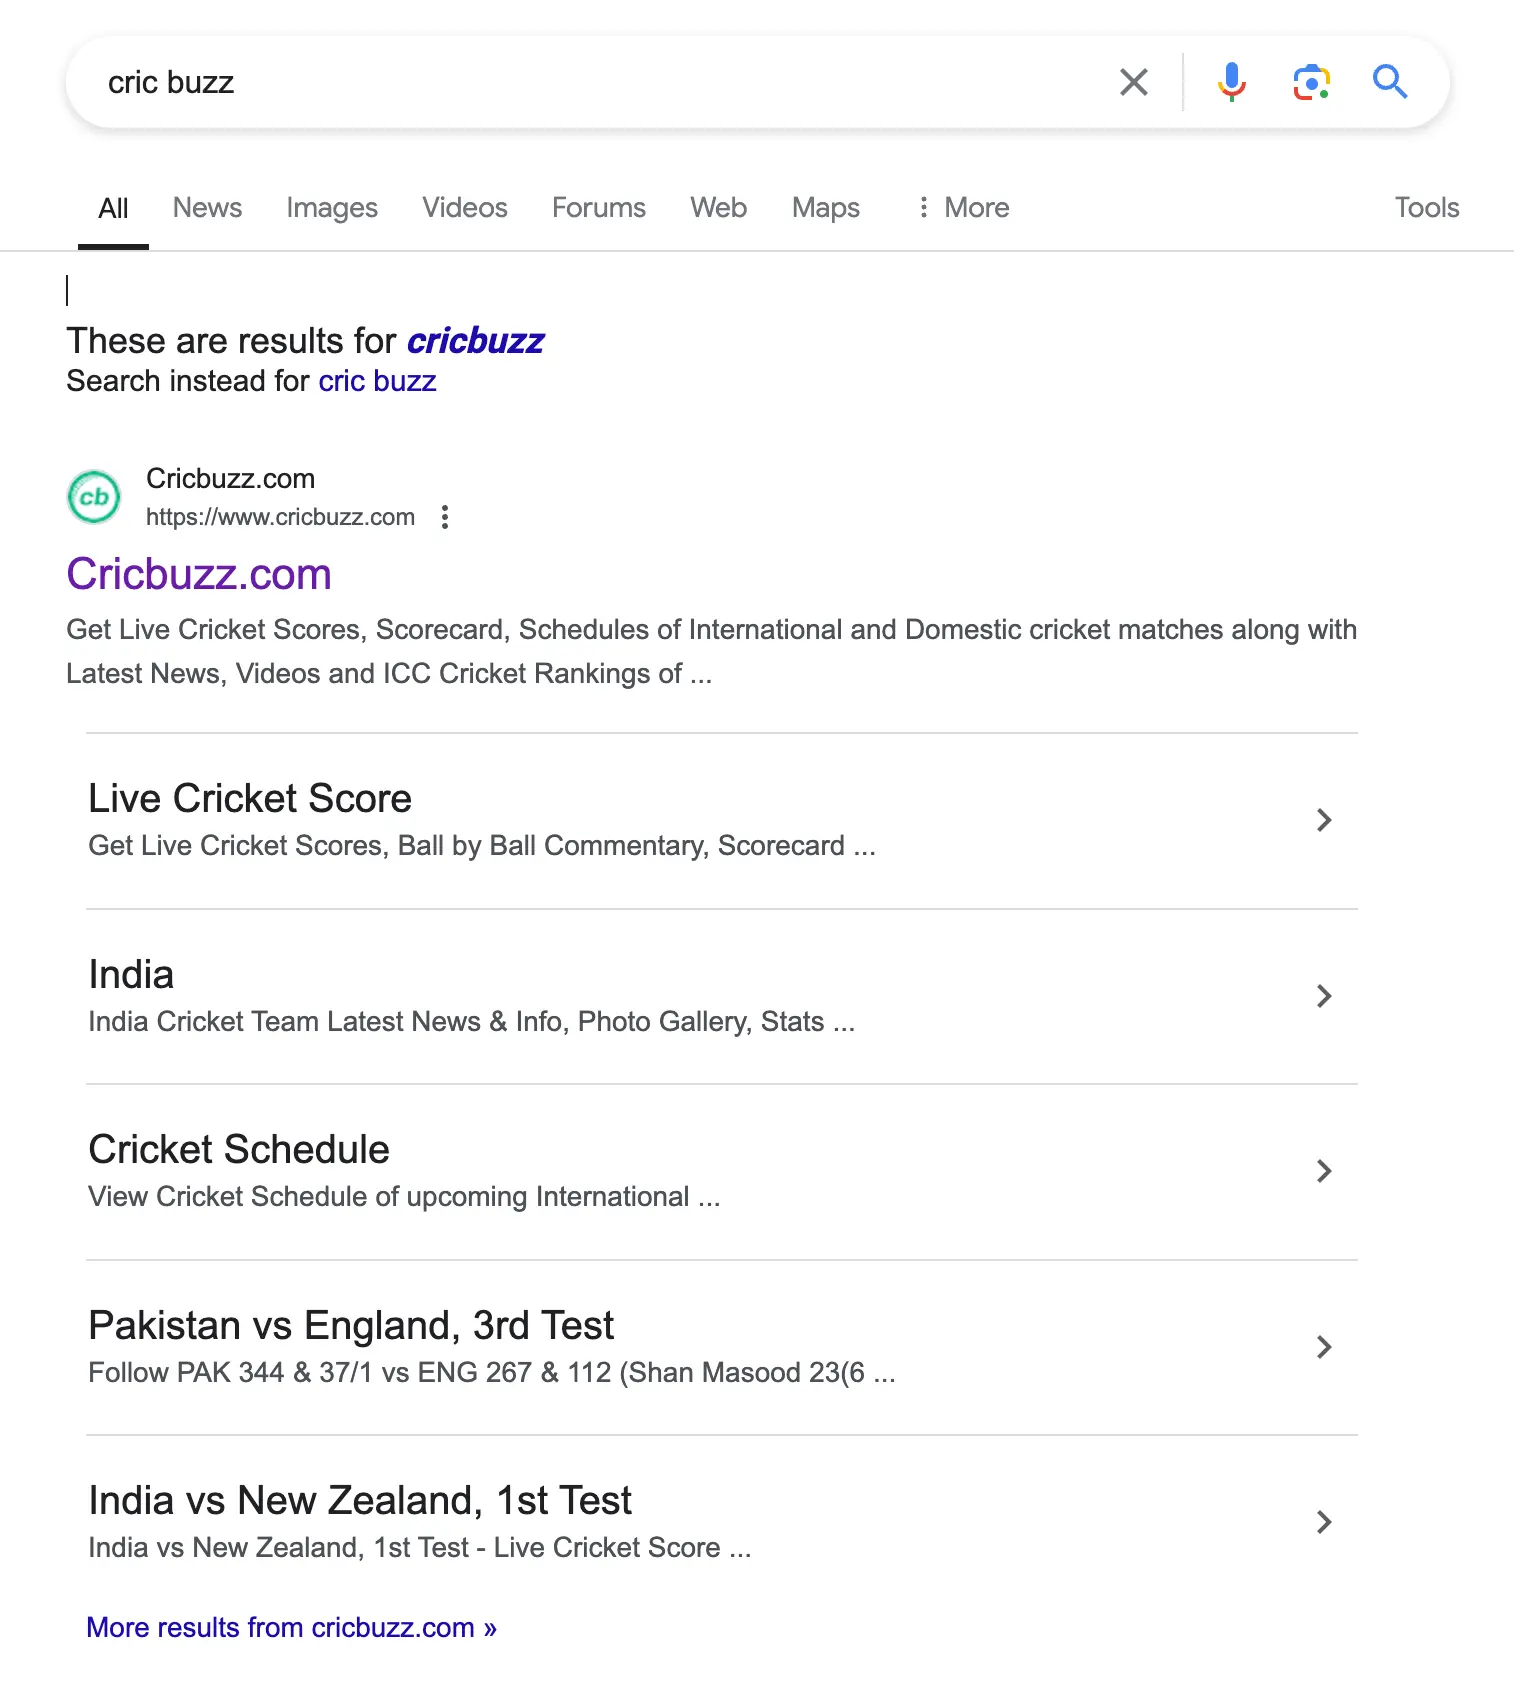 cric buzz
All News Images Videos Forums Web Maps More Tools
These are results for cricbuzz
Search instead for cric buzz
cb
Cricbuzz.com
https://www.cricbuzz.com
Cricbuzz.com
Get Live Cricket Scores, Scorecard, Schedules of International and Domestic cricket matches along with
Latest News, Videos and ICC Cricket Rankings of ...
Live Cricket Score
Get Live Cricket Scores, Ball by Ball Commentary, Scorecard ...
India
India Cricket Team Latest News & Info, Photo Gallery, Stats ...
Cricket Schedule
View Cricket Schedule of upcoming International ...
Pakistan vs England, 3rd Test
Follow PAK 344 & 37/1 vs ENG 267 & 112 (Shan Masood 23(6 ...
India vs New Zealand, 1st Test
India vs New Zealand, 1st Test - Live Cricket Score ...
More results from cricbuzz.com »